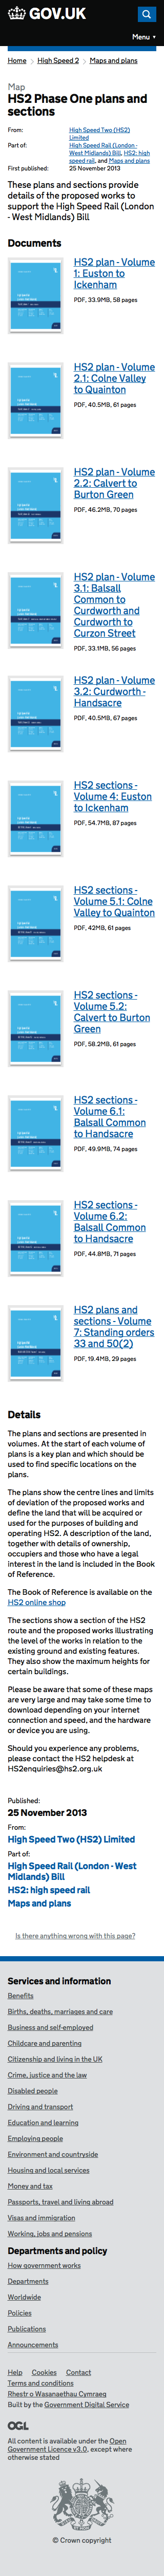 GOV.UK
Menu
Home
High Speed 2
Maps and plans
Map
HS2 Phase One plans and
sections
From:
High Speed Two (HS2)
Limited
Part of:
High Speed Rail (London -
West Midlands) Bill, HS2: high
speed rail, and Maps and plans
First published:
25 November 2013
These plans and sections provide
details of the proposed works to
support the High Speed Rail (London
- West Midlands) Bill
Documents
HS2 plan - Volume
1: Euston to
Ickenham
PDF, 33.9MB, 58 pages
HS2 plan - Volume
2.1: Colne Valley
to Quainton
PDF, 40.5MB, 61 pages
HS2 plan - Volume
2.2: Calvert to
Burton Green
PDF, 46.2MB, 70 pages
HS2 plan - Volume
3.1: Balsall
Common to
Curdworth and
Curdworth to
Curzon Street
PDF, 33.1MB, 56 pages
HS2 plan - Volume
3.2: Curdworth -
Handsacre
PDF, 40.5MB, 67 pages
HS2 sections -
Volume 4: Euston
to Ickenham
PDF, 54.7MB, 87 pages
HS2 sections -
Volume 5.1: Colne
Valley to Quainton
PDF, 42MB, 61 pages
HS2 sections -
Volume 5.2:
Calvert to Burton
Green
PDF, 58.2MB, 61 pages
HS2 sections -
Volume 6.1:
Balsall Common
to Handsacre
PDF, 49.9MB, 74 pages
HS2 sections -
Volume 6.2:
Balsall Common
to Handsacre
PDF, 44.8MB, 71 pages
HS2 plans and
sections - Volume
7: Standing orders
33 and 50(2)
PDF, 19.4MB, 29 pages
Details
The plans and sections are presented in
volumes. At the start of each volume
there is a key plan and which should be
used to find specific locations on the
plans.
The plans show the centre lines and limits
of deviation of the proposed works and
define the land that will be acquired or
used for the purpose of building and
operating HS2. A description of the land,
together with details of ownership,
occupiers and those who have a legal
interest in the land is included in the Book
of Reference.
The Book of Reference is available on the
HS2 online shop
The sections show a section of the HS2
route and the key works that constitute it
and their maximum height relative to the
existing ground level and existing roads.
They also show the maximum heights for
certain buildings.
Please be aware that some of these maps
are very large and may take some time to
download depending on your internet
connection speed, and the hardware or
device you are using.
Should you experience any problems,
please contact the HS2 helpdesk at
HS2enquiries@hs2.org.uk
Published:
25 November 2013
From:
High Speed Two (HS2) Limited
Part of:
High Speed Rail (London - West
Midlands) Bill
HS2: high speed rail
Maps and plans
Is there anything wrong with this page?
Services and information
Benefits
Births, deaths, marriages and care
Business and self-employed
Childcare and parenting
Citizenship and living in the UK
Crime, justice and the law
Disabled people
Driving and transport
Education and learning
Employing people
Environment and countryside
Housing and local services
Money and tax
Passports, travel and living abroad
Visas and immigration
Working, jobs and pensions
Departments and policy
How government works
Departments
Worldwide
Policies
Publications
Announcements
Help Cookies Contact
Terms and conditions
Rhestr o Wasanaethau Cymraeg
Built by the Government Digital Service
OGL
All content is available under the Open
Government Licence v3.0, except where
otherwise stated
© Crown copyright